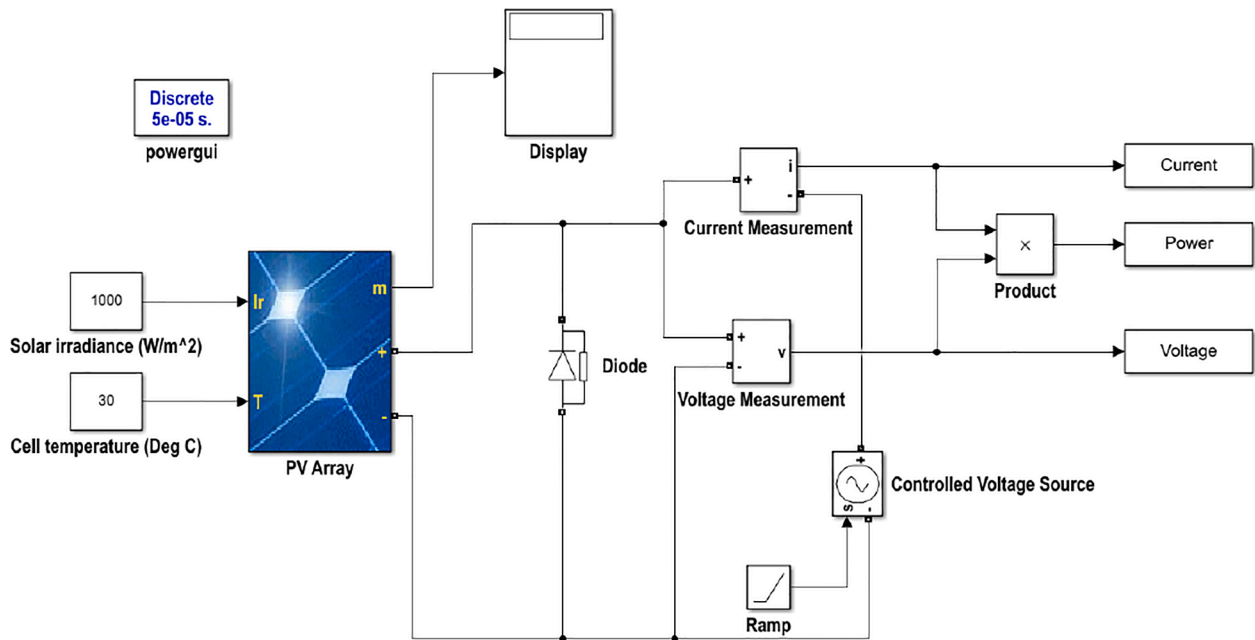 Discrete
5e-05 s.
powergui
Display
i
+
-
Current Measurement
Current
×
Product
Power
1000
Solar irradiance (W/m^2)
Ir
m
+
T
-
PV Array
30
Cell temperature (Deg C)
Diode
+
v
-
Voltage Measurement
Voltage
+
s
-
Controlled Voltage Source
Ramp